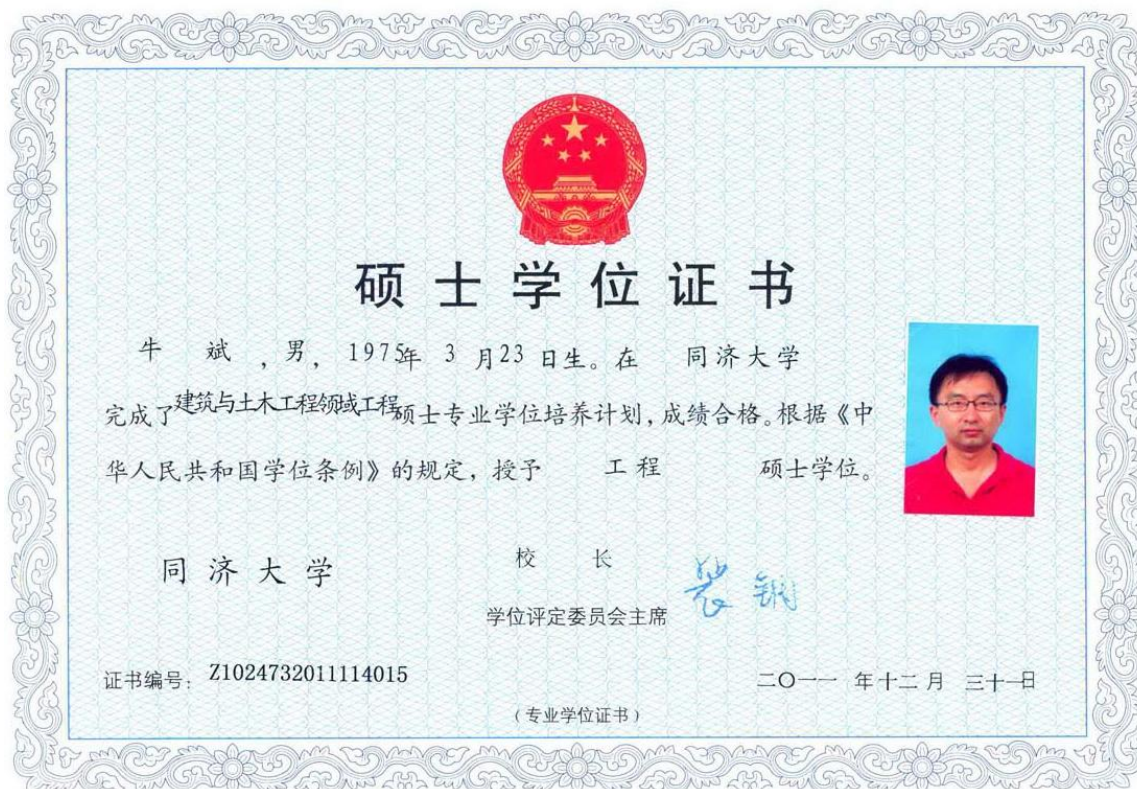 硕士学位证书
牛 斌 ,男, 1975年 3 月23 日生。在 同济大学
完成了建筑与土木工程领域工程硕士专业学位培养计划,成绩合格。根据《中
华人民共和国学位条例》的规定,授予 工程 硕士学位。
同济大学
校 长
裴钢
学位评定委员会主席
证书编号: Z1024732011114015
二〇一一 年十二月 三十一日
(专业学位证书)